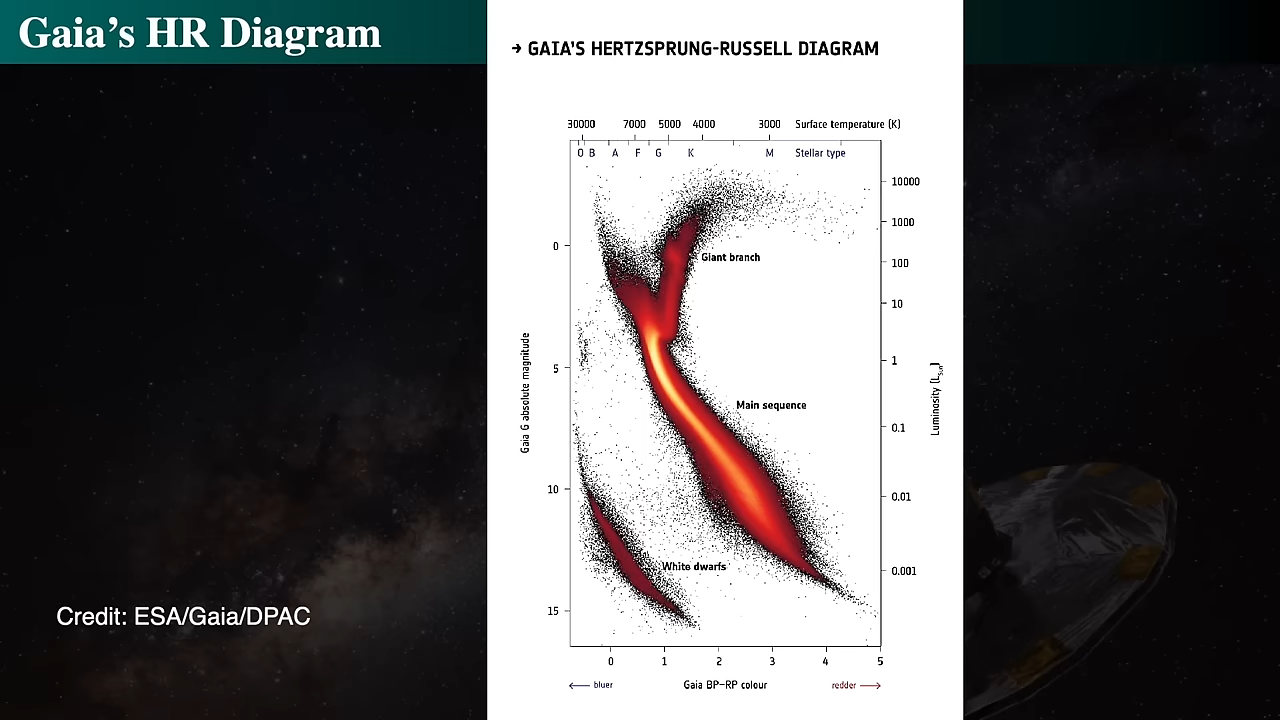 Gaia's HR Diagram
→ GAIA'S HERTZSPRUNG-RUSSELL DIAGRAM
30000 7000 5000 4000 3000 Surface temperature (K)
O B A F G K M Stellar type
10000
1000
0
Giant branch
100
10
1
5
Gaia G absolute magnitude
Luminosity [LSun]
Main sequence
0.1
10
0.01
White dwarfs
0.001
15
0 1 2 3 4 5
← bluer Gaia BP–RP colour redder →
Credit: ESA/Gaia/DPAC